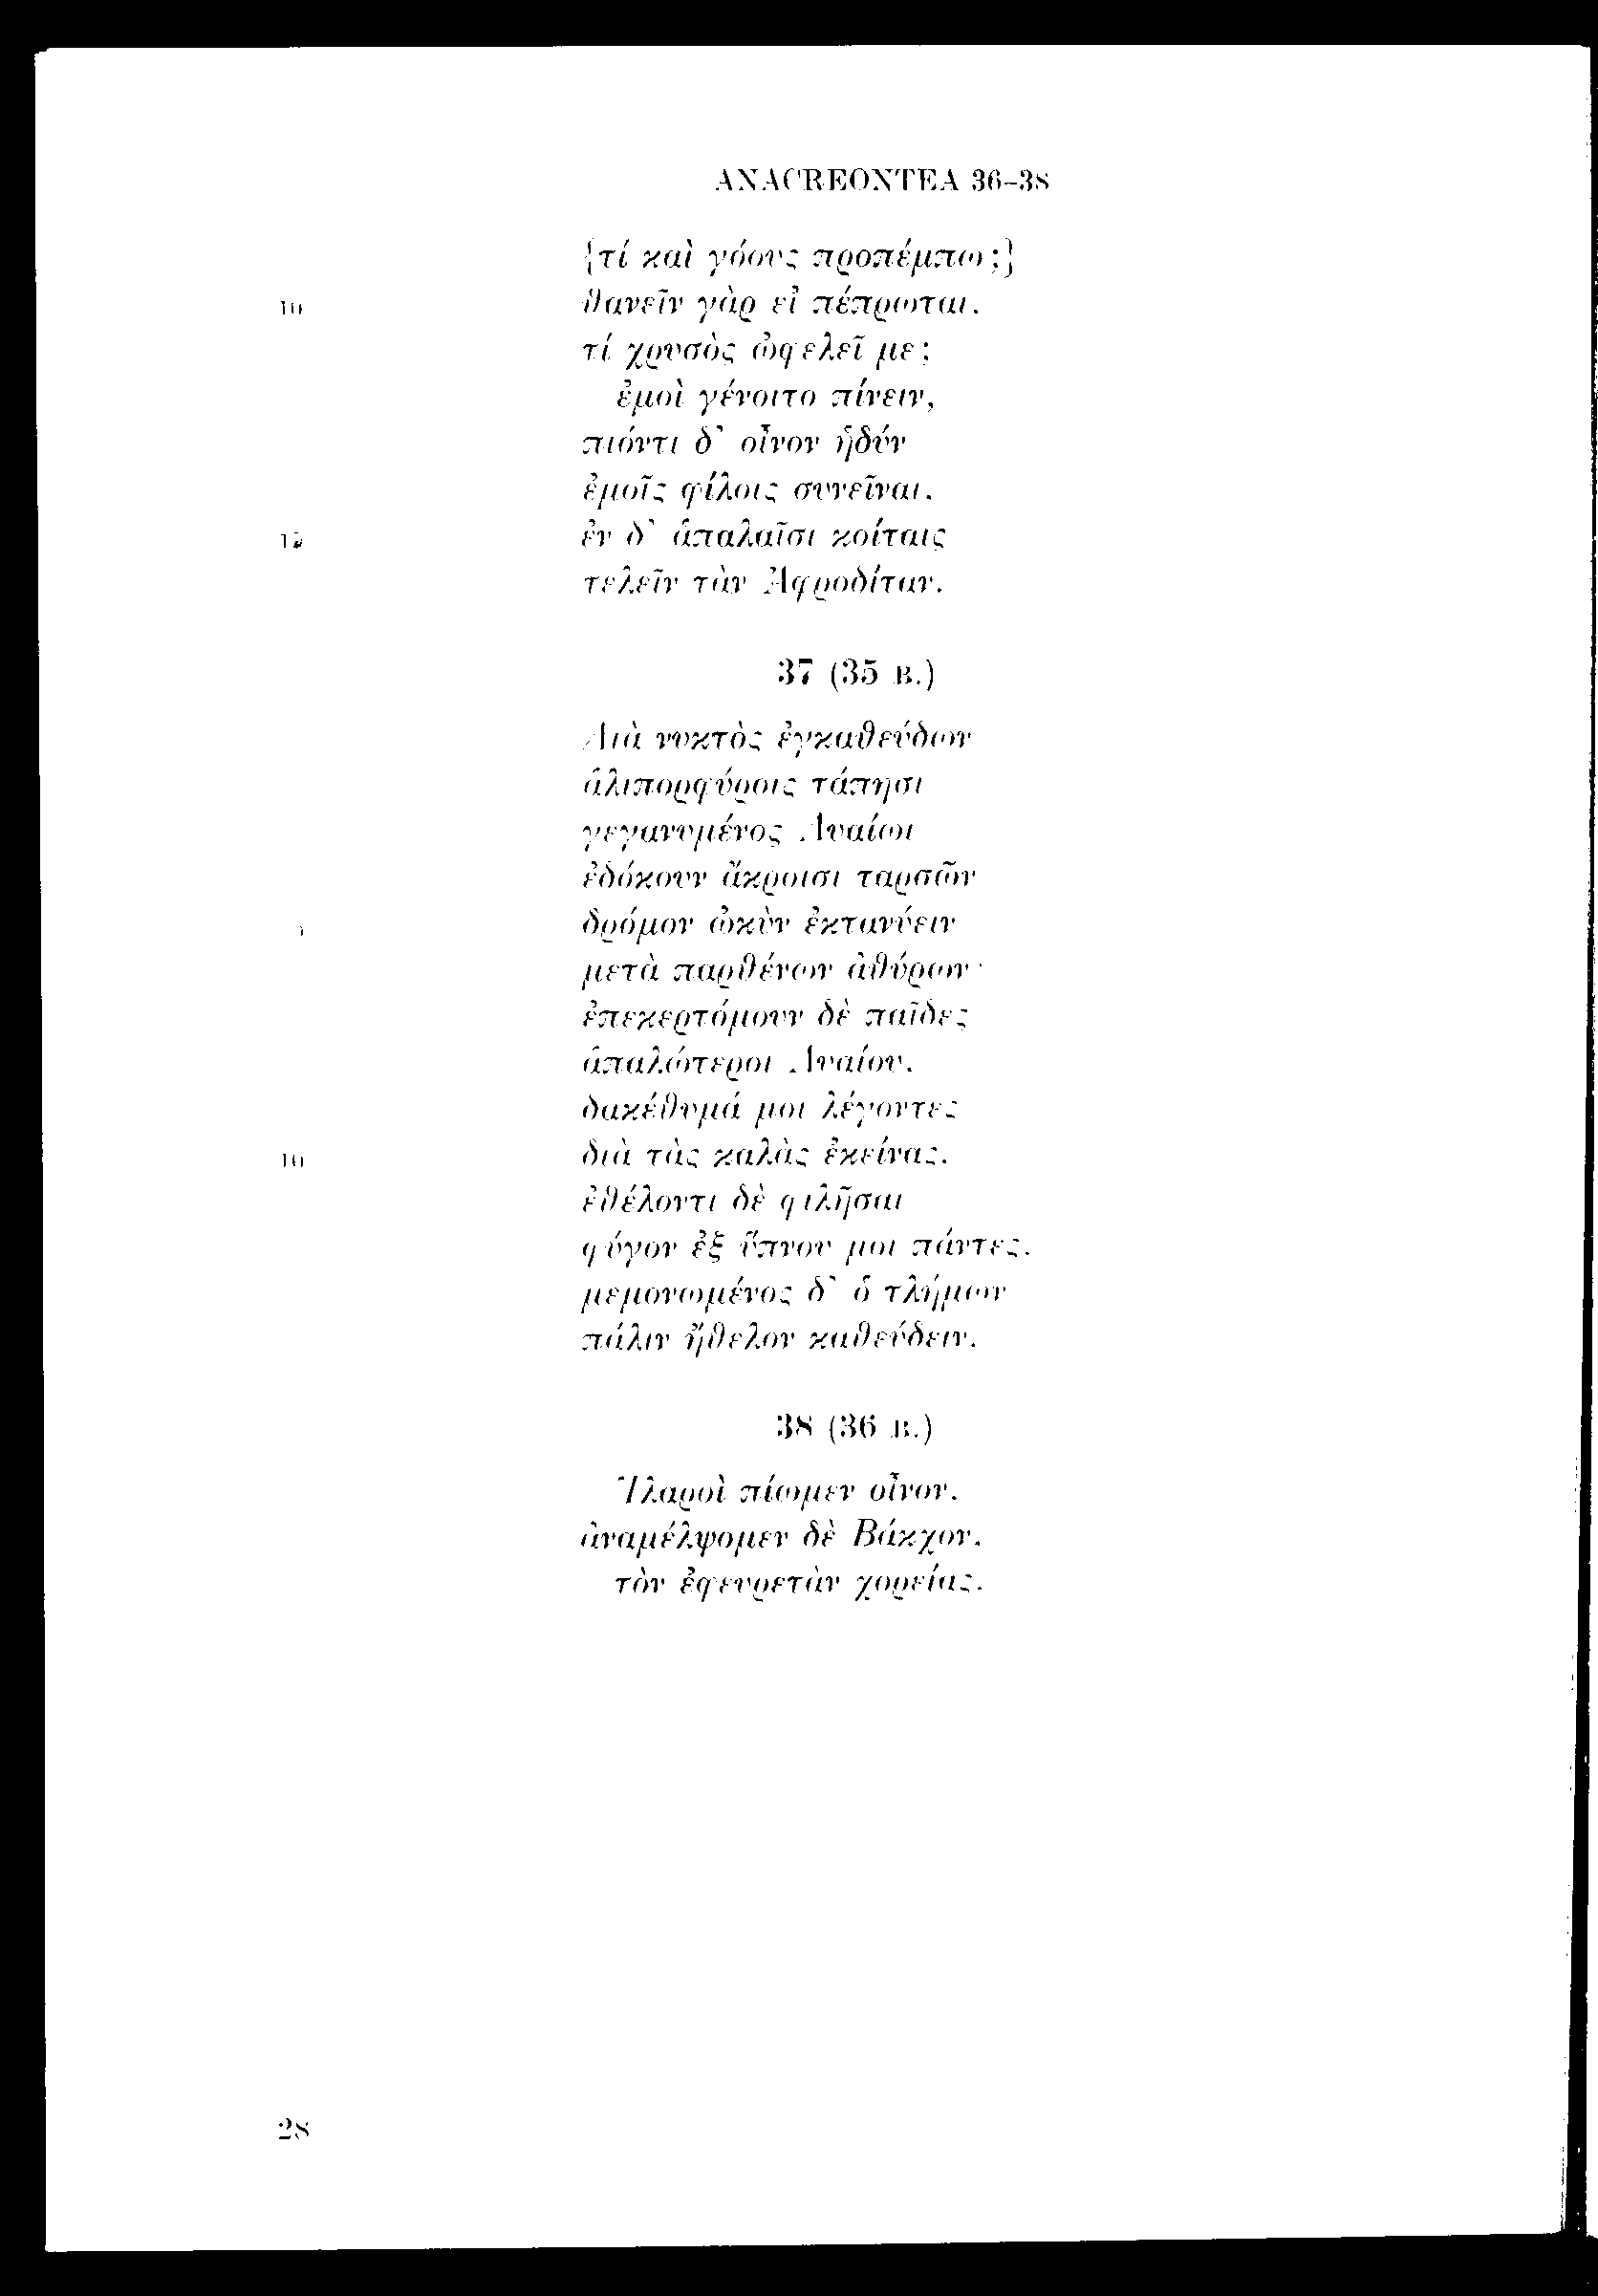 ANACREONTEA 36–38
{τί καὶ γόους προπέμπω;}
10 θανεῖν γὰρ εἰ πέπρωται,
τί χρυσὸς ὠφελεῖ με;
ἐμοὶ γένοιτο πίνειν,
πιόντι δ᾽ οἶνον ἡδύν
ἐμοῖς φίλοις συνεῖναι,
15 ἐν δ᾽ ἁπαλαῖσι κοίταις
τελεῖν τὰν Ἀφροδίταν.
37 (35 B.)
Διὰ νυκτὸς ἐγκαθεύδων
ἁλιπορφύροις τάπησι
γεγανυμένος Λυαίωι
ἐδόκουν ἄκροισι ταρσῶν
5 δρόμον ὠκὺν ἐκτανύειν
μετὰ παρθένων ἀθύρων·
ἐπεκερτόμουν δὲ παῖδες
ἁπαλώτεροι Λυαίου,
δακέθυμά μοι λέγοντες
10 διὰ τὰς καλὰς ἐκείνας.
ἐθέλοντι δὲ φιλῆσαι
φύγον ἐξ ὕπνου μοι πάντες,
μεμονωμένος δ᾽ ὁ τλήμων
πάλιν ἤθελον καθεύδειν.
38 (36 B.)
Ἱλαροὶ πίωμεν οἶνον,
ἀναμέλψομεν δὲ Βάκχον,
τὸν ἐφευρετὰν χορείας,
28